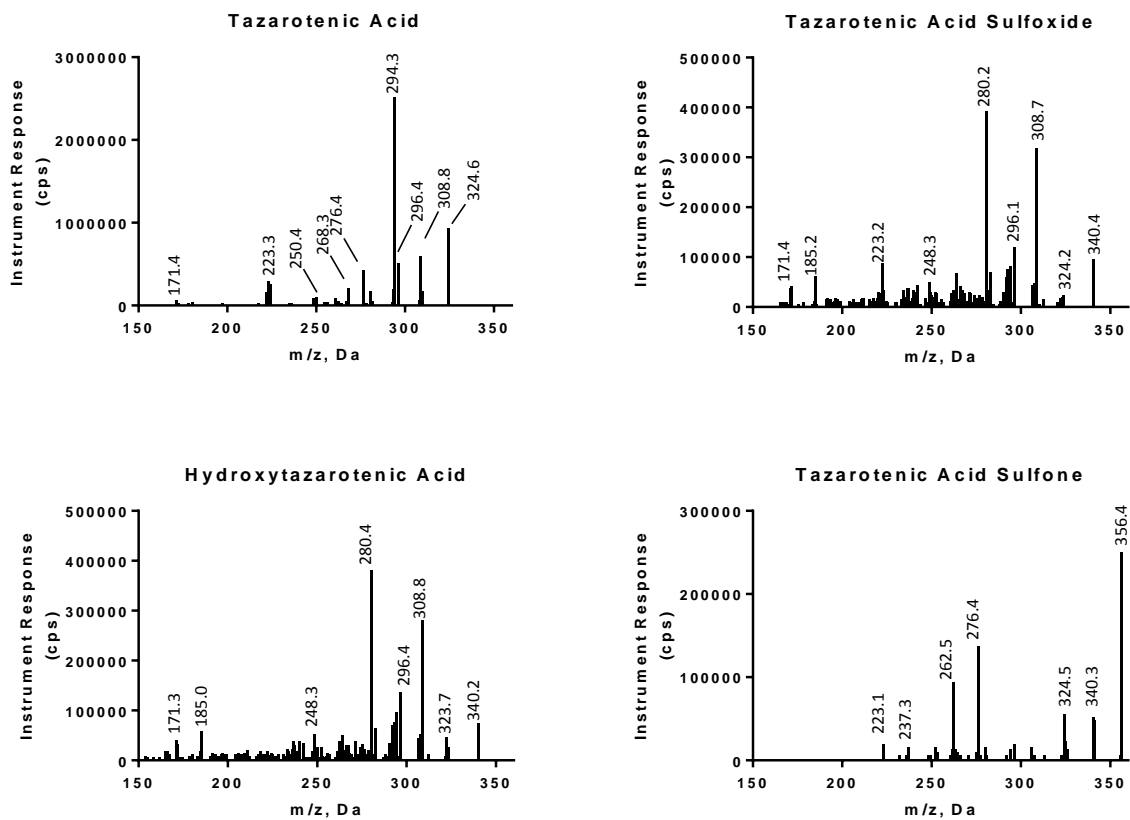 Tazarotenic Acid
Instrument Response
(cps)
3000000
2000000
1000000
0
171.4
223.3
250.4
268.3
276.4
294.3
296.4
308.8
324.6
150 200 250 300 350
m/z, Da
Tazarotenic Acid Sulfoxide
Instrument Response
(cps)
500000
400000
300000
200000
100000
0
171.4
185.2
223.2
248.3
280.2
296.1
308.7
324.2
340.4
150 200 250 300 350
m/z, Da
Hydroxytazarotenic Acid
Instrument Response
(cps)
500000
400000
300000
200000
100000
0
171.3
185.0
248.3
280.4
296.4
308.8
323.7
340.2
150 200 250 300 350
m/z, Da
Tazarotenic Acid Sulfone
Instrument Response
(cps)
300000
200000
100000
0
223.1
237.3
262.5
276.4
324.5
340.3
356.4
150 200 250 300 350
m/z, Da